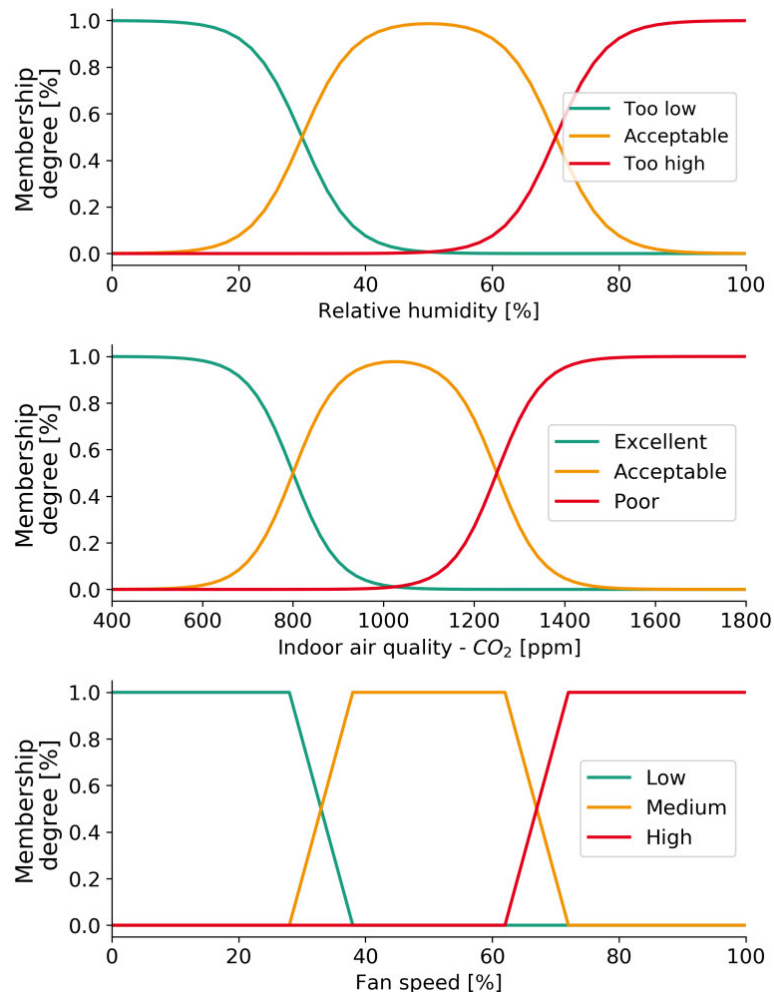 Membership
degree [%]
1.0
0.8
0.6
0.4
0.2
0.0
Too low
Acceptable
Too high
0 20 40 60 80 100
Relative humidity [%]
Membership
degree [%]
1.0
0.8
0.6
0.4
0.2
0.0
Excellent
Acceptable
Poor
400 600 800 1000 1200 1400 1600 1800
Indoor air quality - CO₂ [ppm]
Membership
degree [%]
1.0
0.8
0.6
0.4
0.2
0.0
Low
Medium
High
0 20 40 60 80 100
Fan speed [%]